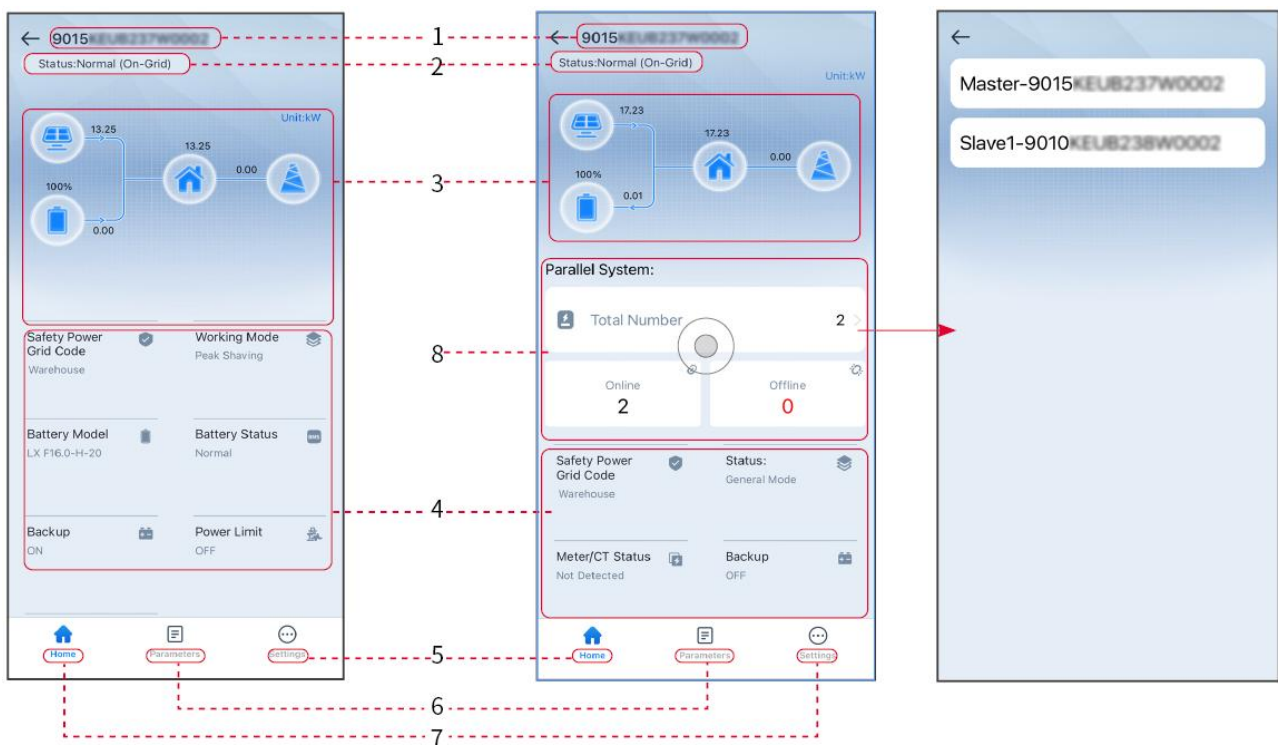 9015
Status:Normal (On-Grid)
Unit:kW
13.25
13.25
0.00
100%
0.00
Safety Power
Grid Code
Warehouse
Working Mode
Peak Shaving
Battery Model
LX F16.0-H-20
Battery Status
Normal
BMS
Backup
ON
Power Limit
OFF
Home
Parameters
Settings
1
2
3
8
4
5
6
7
9015
Status:Normal (On-Grid)
Unit:kW
17.23
17.23
0.00
100%
0.01
Parallel System:
Total Number
2
Online
2
Offline
0
Safety Power
Grid Code
Warehouse
Status:
General Mode
Meter/CT Status
Not Detected
Backup
OFF
Home
Parameters
Settings
Master-9015KEUB237W0002
Slave1-9010KEUB238W0002